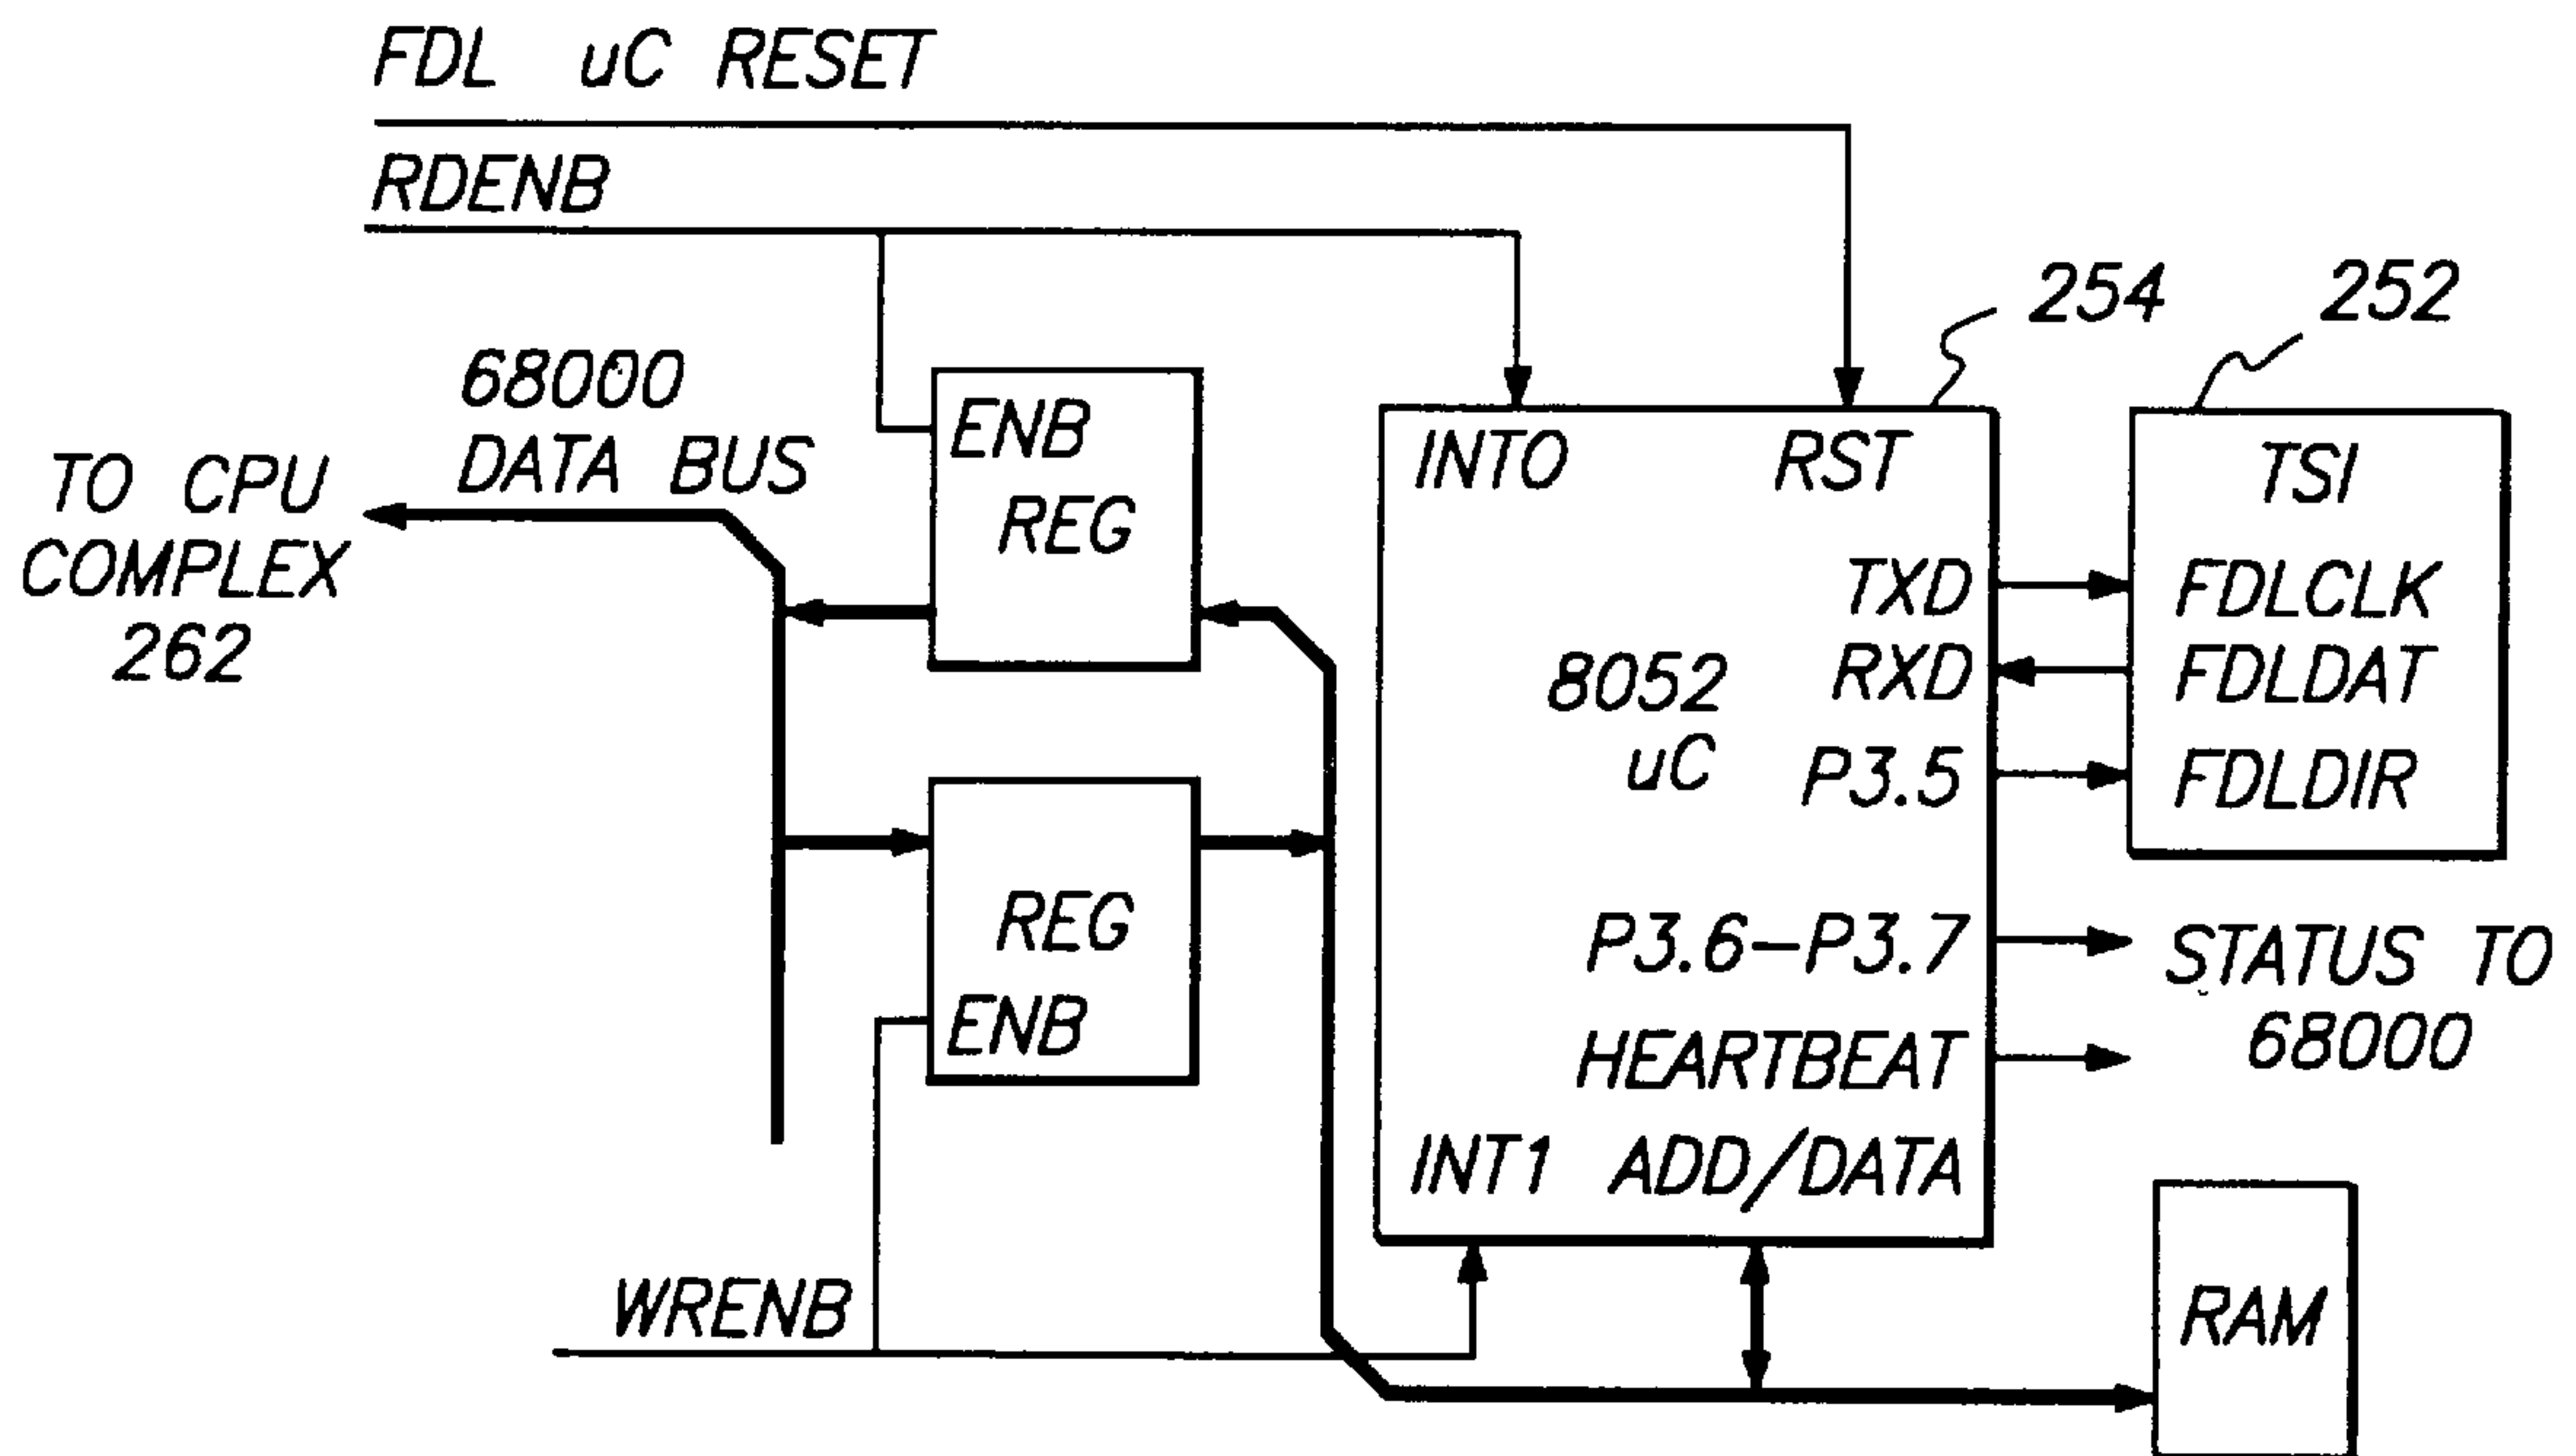 FDL uC RESET
RDENB
254
252
68000
DATA BUS
TO CPU
COMPLEX
262
ENB
REG
INTO
RST
TSI
TXD
FDLCLK
RXD
FDLDAT
8052
uC
P3.5
FDLDIR
REG
ENB
P3.6-P3.7
STATUS TO
68000
HEARTBEAT
INT1
ADD/DATA
WRENB
RAM